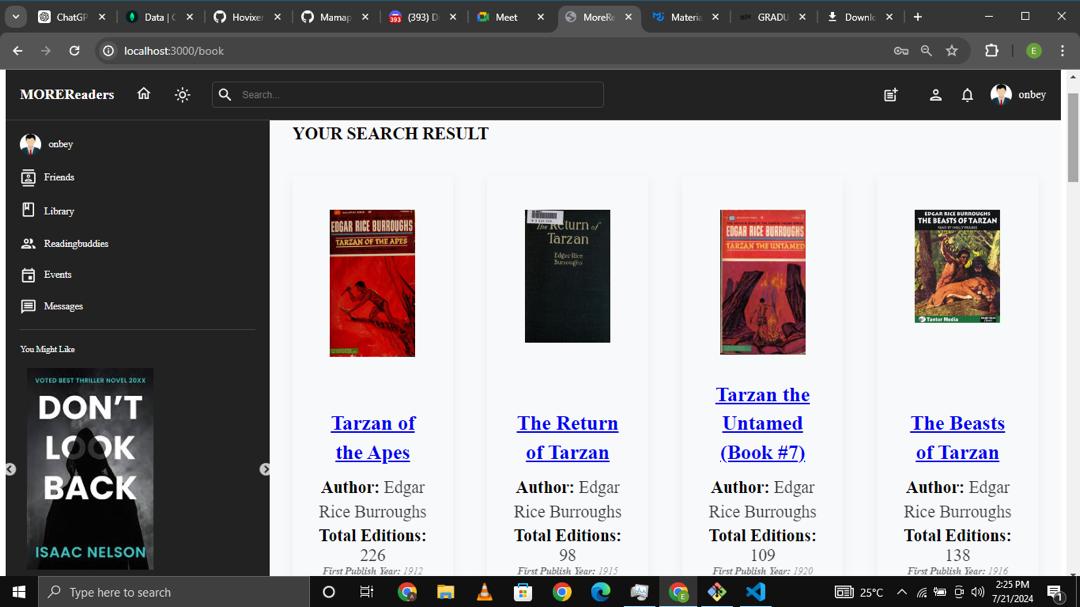 ChatGP
Data | C
Hovixer
Mamap
393
(393) D
Meet
MoreRe
Materia
GRADU
Downlo
localhost:3000/book
E
MOREReaders
Search...
onbey
onbey
Friends
Library
Readingbuddies
Events
Messages
You Might Like
VOTED BEST THRILLER NOVEL 20XX
DON'T
LOOK
BACK
ISAAC NELSON
YOUR SEARCH RESULT
EDGAR RICE BURROUGHS
TARZAN OF THE APES
Tarzan of
the Apes
Author: Edgar
Rice Burroughs
Total Editions:
226
First Publish Year: 1912
The Return of
Tarzan
Edgar Rice
Burroughs
The Return
of Tarzan
Author: Edgar
Rice Burroughs
Total Editions:
98
First Publish Year: 1915
EDGAR RICE BURROUGHS
TARZAN THE UNTAMED
Tarzan the
Untamed
(Book #7)
Author: Edgar
Rice Burroughs
Total Editions:
109
First Publish Year: 1920
EDGAR RICE BURROUGHS
THE BEASTS OF TARZAN
Tantor Media
The Beasts
of Tarzan
Author: Edgar
Rice Burroughs
Total Editions:
138
First Publish Year: 1916
Type here to search
25°C
2:25 PM
7/21/2024
1